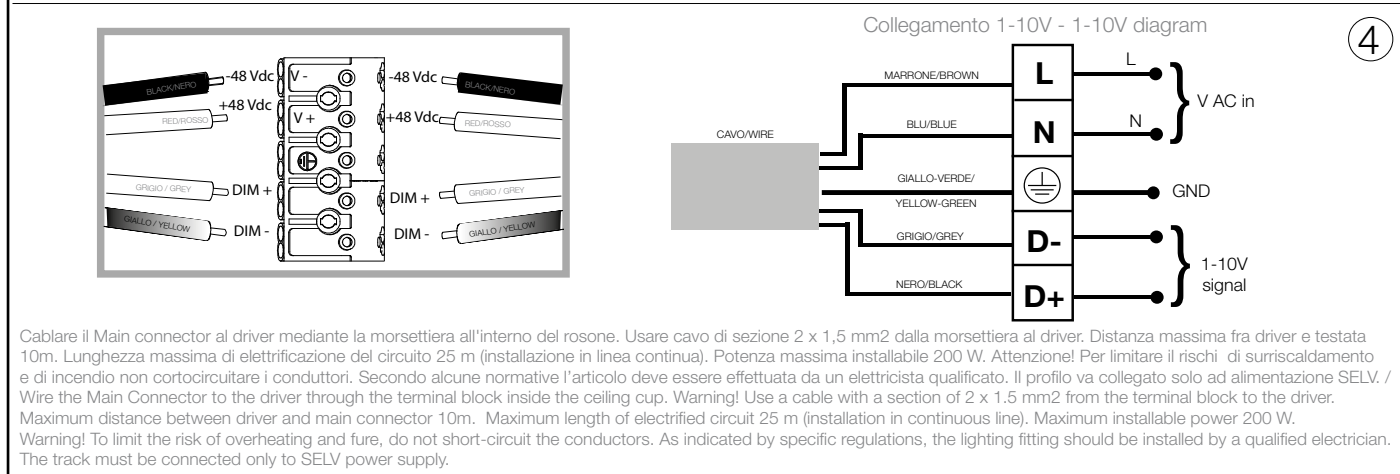 Collegamento 1-10V - 1-10V diagram
4
-48 Vdc
V -
-48 Vdc
BLACK/NERO
BLACK/NERO
+48 Vdc
V +
+48 Vdc
RED/ROSSO
RED/ROSSO
GRIGIO / GREY
DIM +
DIM +
GRIGIO / GREY
GIALLO / YELLOW
DIM -
DIM -
GIALLO / YELLOW
CAVO/WIRE
MARRONE/BROWN
L
L
V AC in
BLU/BLUE
N
N
GIALLO-VERDE/
YELLOW-GREEN
GND
GRIGIO/GREY
D-
1-10V
signal
NERO/BLACK
D+
Cablare il Main connector al driver mediante la morsettiera all'interno del rosone. Usare cavo di sezione 2 x 1,5 mm2 dalla morsettiera al driver. Distanza massima fra driver e testata
10m. Lunghezza massima di elettrificazione del circuito 25 m (installazione in linea continua). Potenza massima installabile 200 W. Attenzione! Per limitare il rischi di surriscaldamento
e di incendio non cortocircuitare i conduttori. Secondo alcune normative l'articolo deve essere effettuata da un elettricista qualificato. Il profilo va collegato solo ad alimentazione SELV. /
Wire the Main Connector to the driver through the terminal block inside the ceiling cup. Warning! Use a cable with a section of 2 x 1.5 mm2 from the terminal block to the driver.
Maximum distance between driver and main connector 10m. Maximum length of electrified circuit 25 m (installation in continuous line). Maximum installable power 200 W.
Warning! To limit the risk of overheating and fure, do not short-circuit the conductors. As indicated by specific regulations, the lighting fitting should be installed by a qualified electrician.
The track must be connected only to SELV power supply.